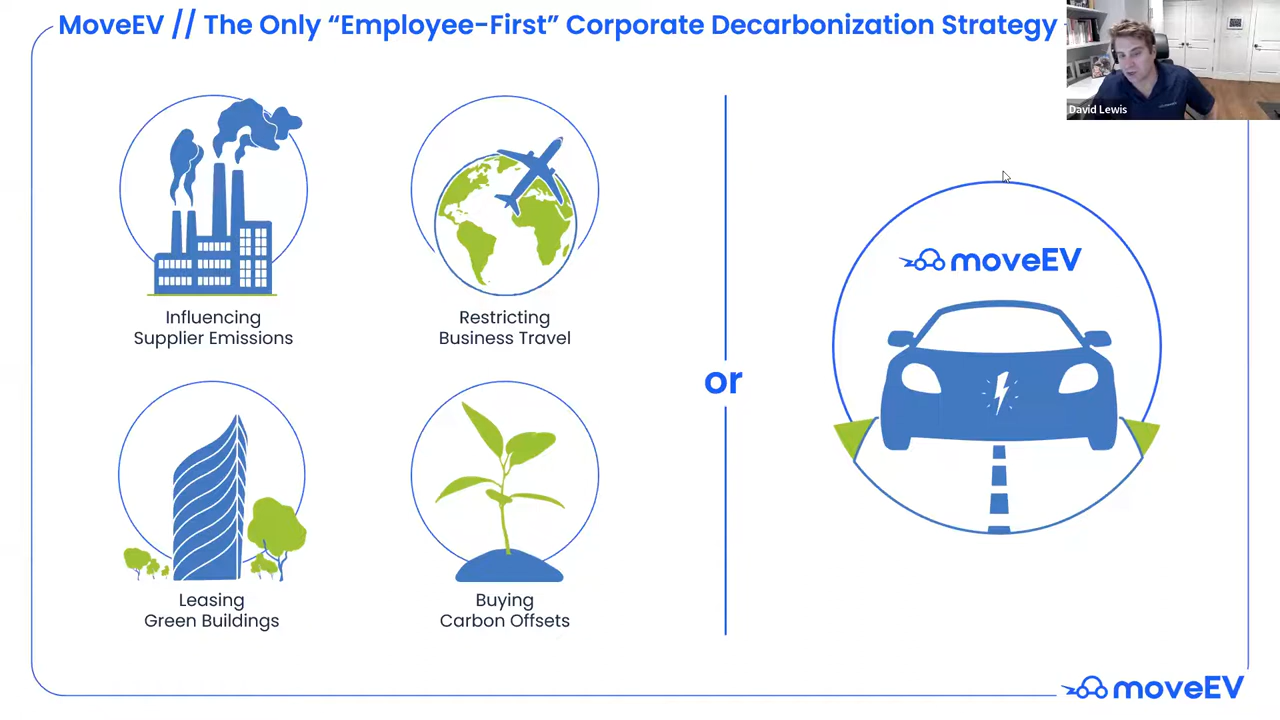 MoveEV // The Only “Employee-First” Corporate Decarbonization Strategy
David Lewis
Influencing
Supplier Emissions
Restricting
Business Travel
Leasing
Green Buildings
Buying
Carbon Offsets
or
moveEV
moveEV